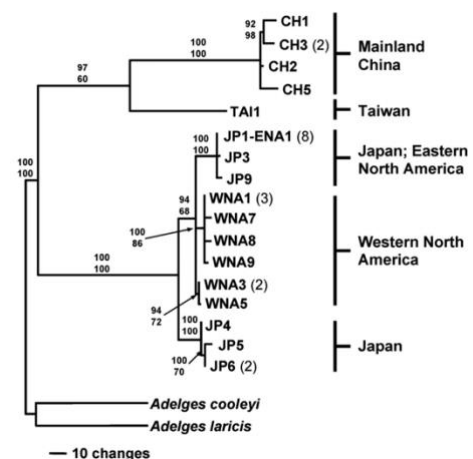 92
98
CH1
CH3 (2)
CH2
CH5
100
100
Mainland
China
97
60
TAI1
Taiwan
100
100
JP1-ENA1 (8)
JP3
JP9
Japan; Eastern
North America
100
100
94
68
WNA1 (3)
WNA7
WNA8
WNA9
100
86
Western North
America
100
100
WNA3 (2)
WNA5
94
72
100
100
JP4
JP5
JP6 (2)
100
70
Japan
Adelges cooleyi
Adelges laricis
10 changes